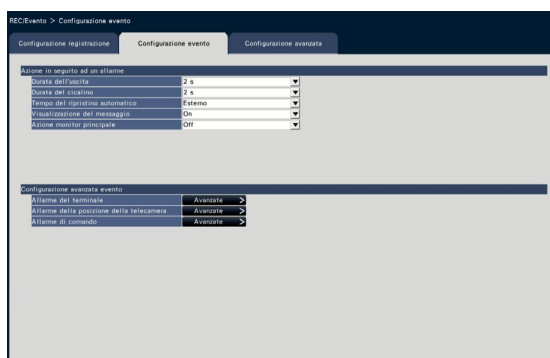 REC/Evento > Configurazione evento
Configurazione registrazione Configurazione evento Configurazione avanzata
Azione in seguito ad un allarme
Durata dell'uscita 2 s
Durata del cicalino 2 s
Tempo del ripristino automatico Esterno
Visualizzazione del messaggio On
Azione monitor principale Off
Configurazione avanzata evento
Allarme del terminale Avanzate >
Allarme della posizione della telecamera Avanzate >
Allarme di comando Avanzate >